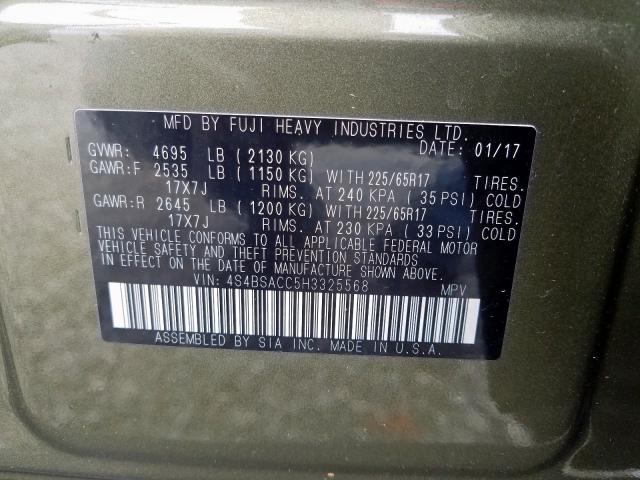 MFD BY FUJI HEAVY INDUSTRIES LTD.
DATE: 01/17
GVWR: 4695 LB ( 2130 KG)
GAWR:F 2535 LB ( 1150 KG) WITH 225/65R17 TIRES.
17X7J RIMS. AT 240 KPA ( 35 PSI) COLD
GAWR:R 2645 LB ( 1200 KG) WITH 225/65R17 TIRES.
17X7J RIMS. AT 230 KPA ( 33 PSI) COLD
THIS VEHICLE CONFORMS TO ALL APPLICABLE FEDERAL MOTOR
VEHICLE SAFETY AND THEFT PREVENTION STANDARDS
IN EFFECT ON THE DATE OF MANUFACTURE SHOWN ABOVE.
VIN: 4S4BSACC5H3325568 MPV
ASSEMBLED BY SIA INC. MADE IN U.S.A.